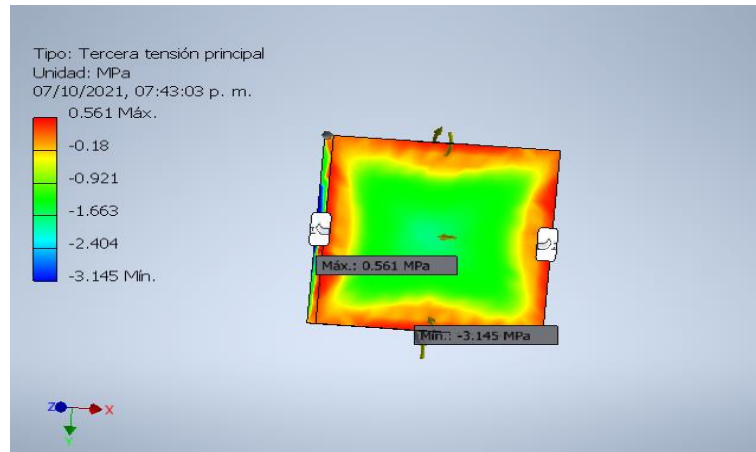 Tipo: Tercera tensión principal
Unidad: MPa
07/10/2021, 07:43:03 p. m.
0.561 Máx.
-0.18
-0.921
-1.663
-2.404
-3.145 Mín.
Máx.: 0.561 MPa
Mín.: -3.145 MPa
Z
X
Y